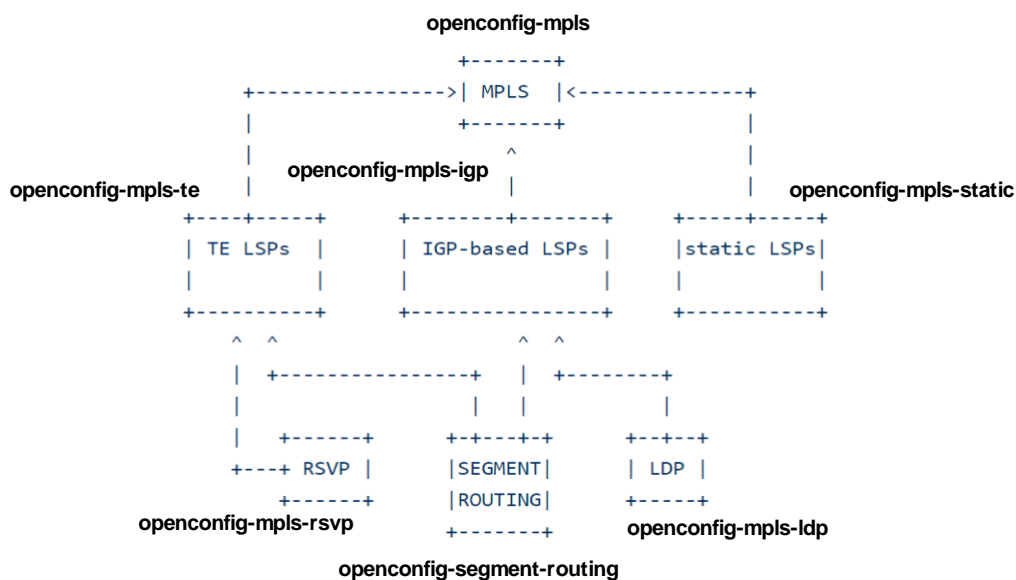 openconfig-mpls
+-------+
+---------------->| MPLS |<--------------+
| +-------+ |
| ^ |
openconfig-mpls-igp
openconfig-mpls-te | | | openconfig-mpls-static
+----+-----+ +--------+-------+ +-----+-----+
| TE LSPs | | IGP-based LSPs | |static LSPs|
| | | | | |
+----------+ +----------------+ +-----------+
^ ^ ^ ^
| +----------------+ | +--------+
| | | |
| +------+ +-+---+-+ +--+--+
+---+ RSVP | |SEGMENT| | LDP |
+------+ |ROUTING| +-----+
openconfig-mpls-rsvp +-------+ openconfig-mpls-ldp
openconfig-segment-routing